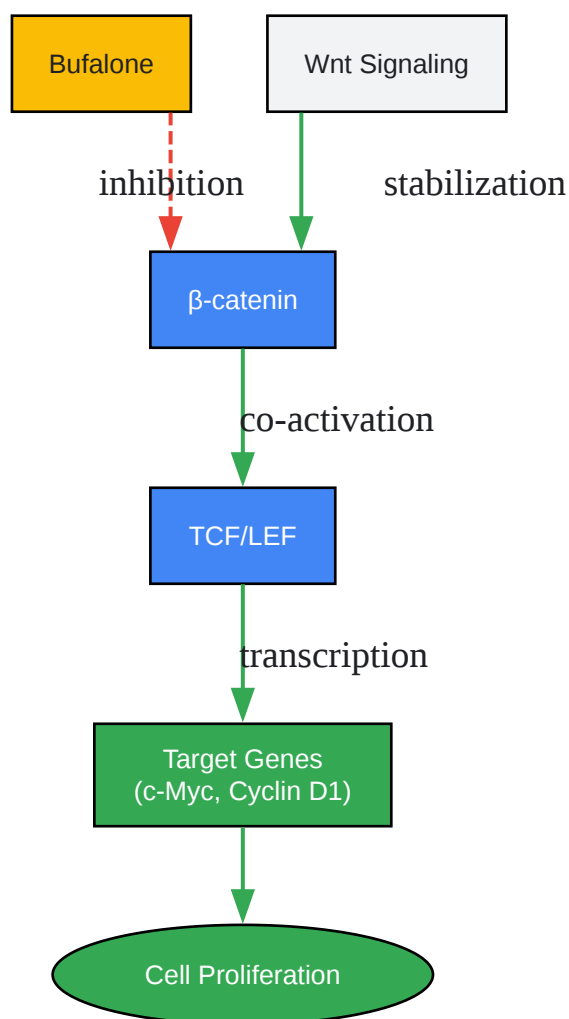 Bufalone
Wnt Signaling
inhibition
stabilization
β-catenin
co-activation
TCF/LEF
transcription
Target Genes
(c-Myc, Cyclin D1)
Cell Proliferation